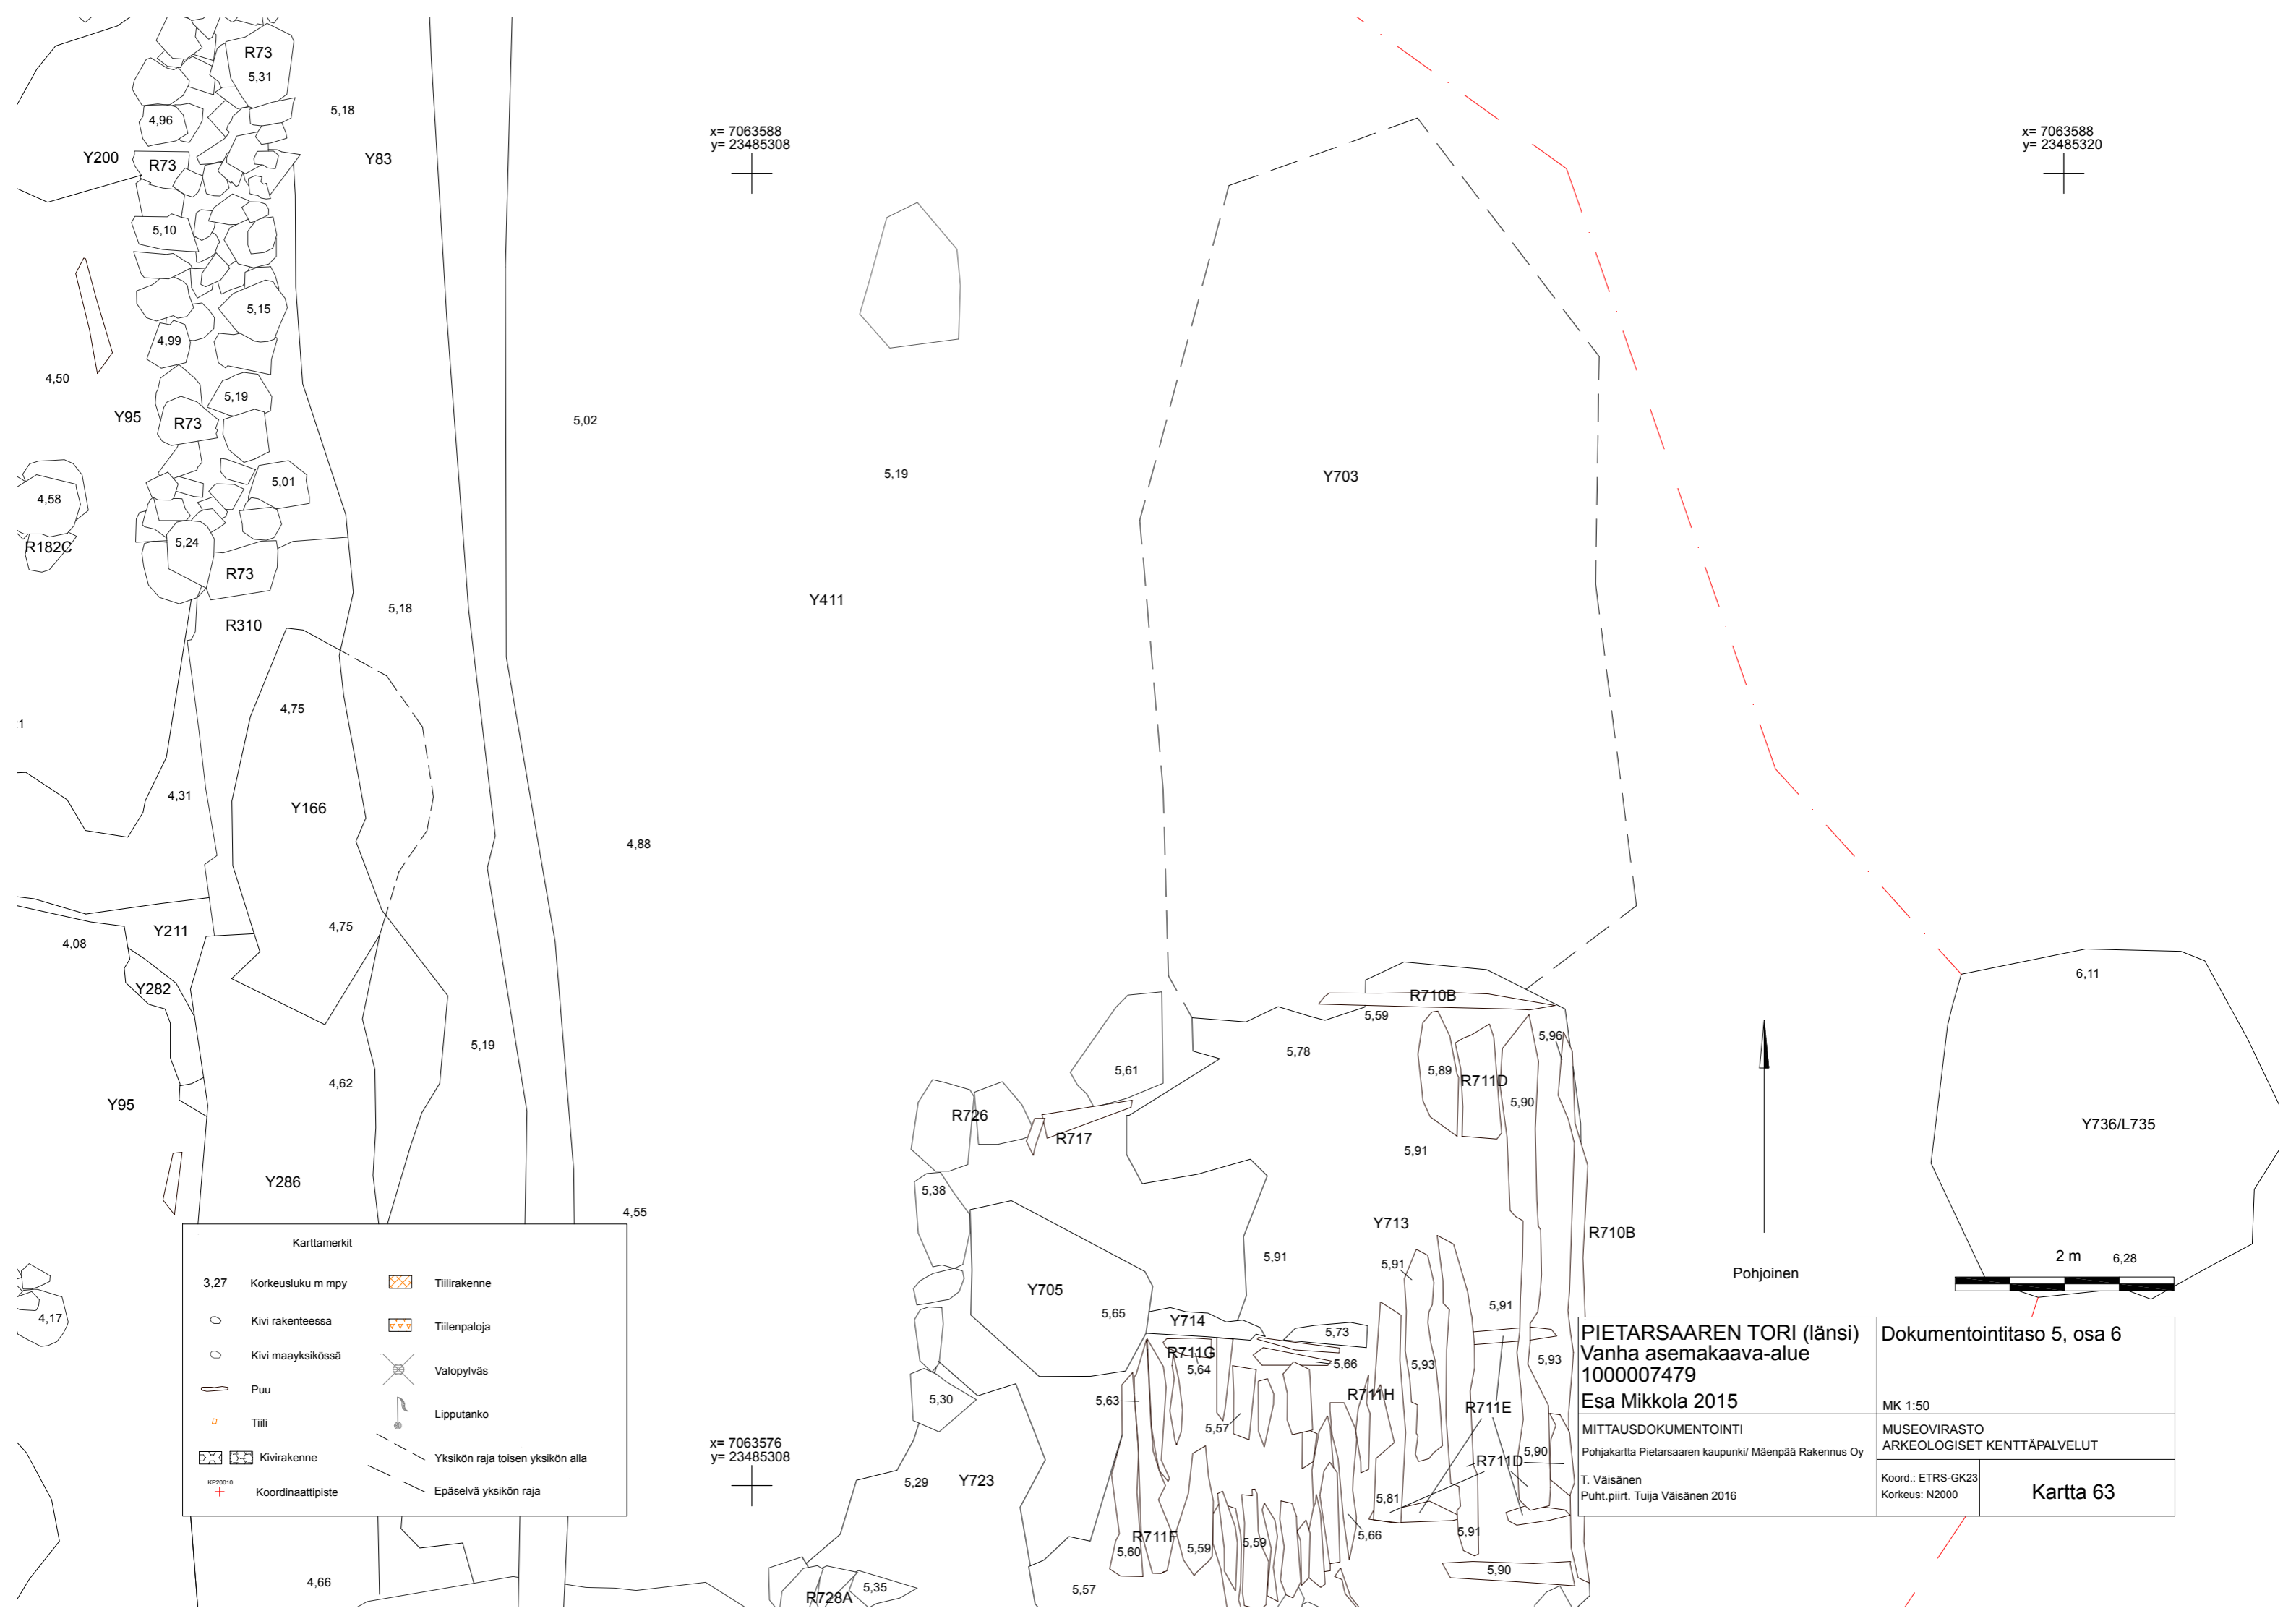 R73
5,31
5,18
4,96
Y200
R73
Y83
x= 7063588
y= 23485308
x= 7063588
y= 23485320
5,10
5,15
4,99
4,50
5,19
Y95
R73
5,02
5,19
Y703
5,01
4,58
R182C
5,24
R73
5,18
Y411
R310
4,75
1
4,31
Y166
4,88
4,75
Y211
4,08
Y282
6,11
R710B
5,59
5,78
5,96
5,19
5,61
5,89
R711D
4,62
5,90
Y95
R726
R717
Y736/L735
5,91
Y286
5,38
4,55
Y713
R710B
5,91
5,91
2 m
6,28
Pohjoinen
Y705
5,65
5,91
Y714
5,73
R711G
5,64
5,66
5,93
5,93
4,17
5,30
5,63
R711H
R711E
5,57
5,90
R711D
x= 7063576
y= 23485308
5,29
Y723
5,81
R711F
5,66
5,91
5,60
5,59
5,59
5,90
4,66
5,35
R728A
5,57
Karttamerkit
3,27
Korkeusluku m mpy
Kivi rakenteessa
Kivi maayksikössä
Puu
Tiili
Kivirakenne
KP20010
Koordinaattipiste
Tiilirakenne
Tiilenpaloja
Valopylväs
Lipputanko
Yksikön raja toisen yksikön alla
Epäselvä yksikön raja
PIETARSAAREN TORI (länsi)
Vanha asemakaava-alue
1000007479
Esa Mikkola 2015
Dokumentointitaso 5, osa 6
MK 1:50
MITTAUSDOKUMENTOINTI
Pohjakartta Pietarsaaren kaupunki/ Mäenpää Rakennus Oy
T. Väisänen
Puht.piirt. Tuija Väisänen 2016
MUSEOVIRASTO
ARKEOLOGISET KENTTÄPALVELUT
Koord.: ETRS-GK23
Korkeus: N2000
Kartta 63